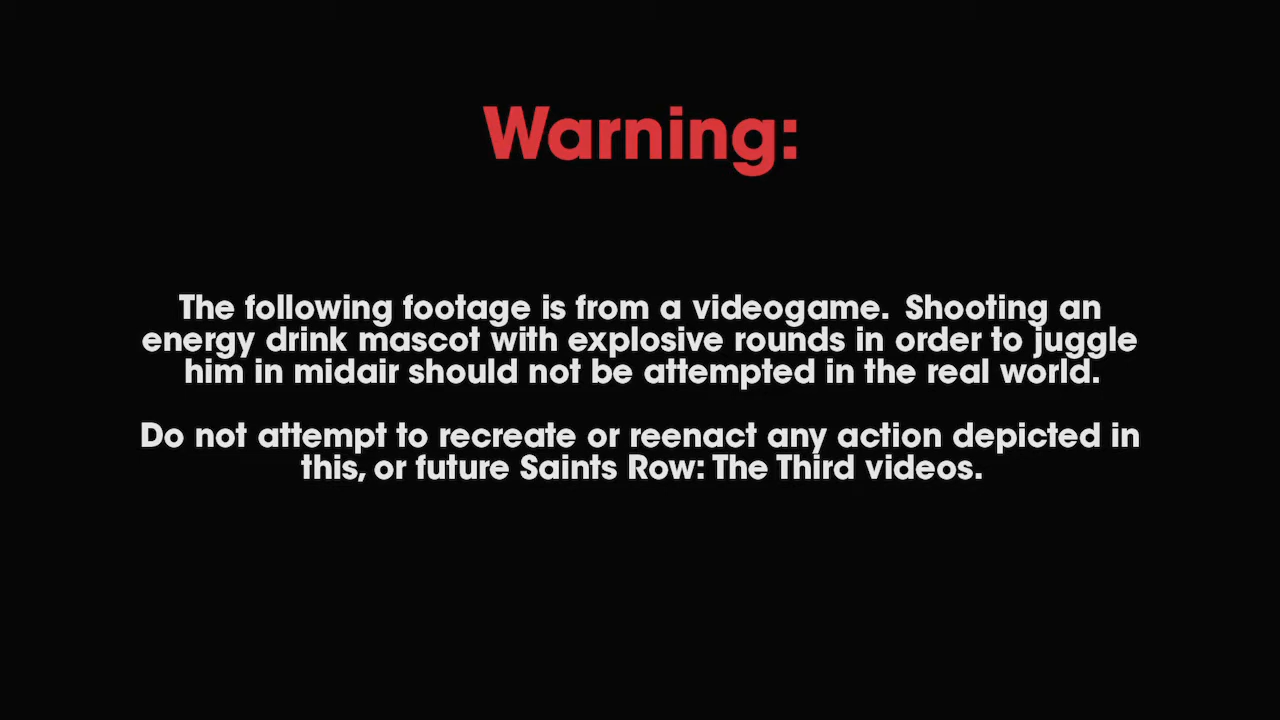 Warning:
The following footage is from a videogame.  Shooting an
energy drink mascot with explosive rounds in order to juggle
him in midair should not be attempted in the real world.
Do not attempt to recreate or reenact any action depicted in
this, or future Saints Row: The Third videos.